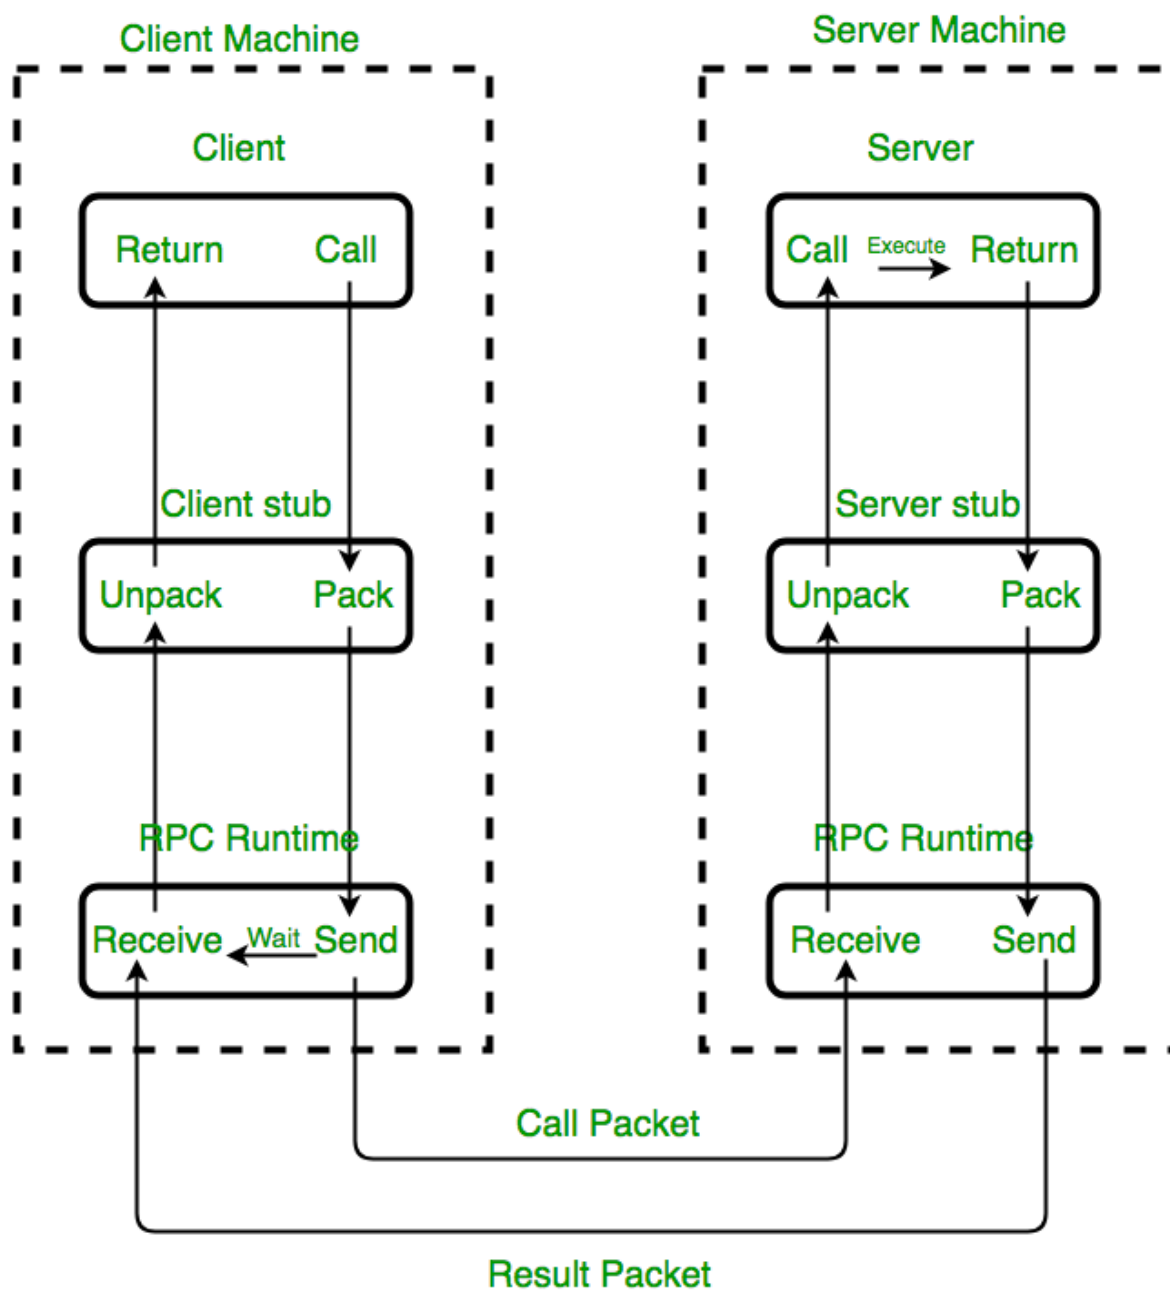 Client Machine
Server Machine
Client
Server
Return Call
Call Execute Return
Client stub
Server stub
Unpack Pack
Unpack Pack
RPC Runtime
RPC Runtime
Receive Wait Send
Receive Send
Call Packet
Result Packet